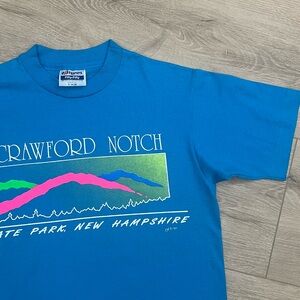 CRAWFORD NOTCH
ATE PARK, NEW HAMPSHIRE